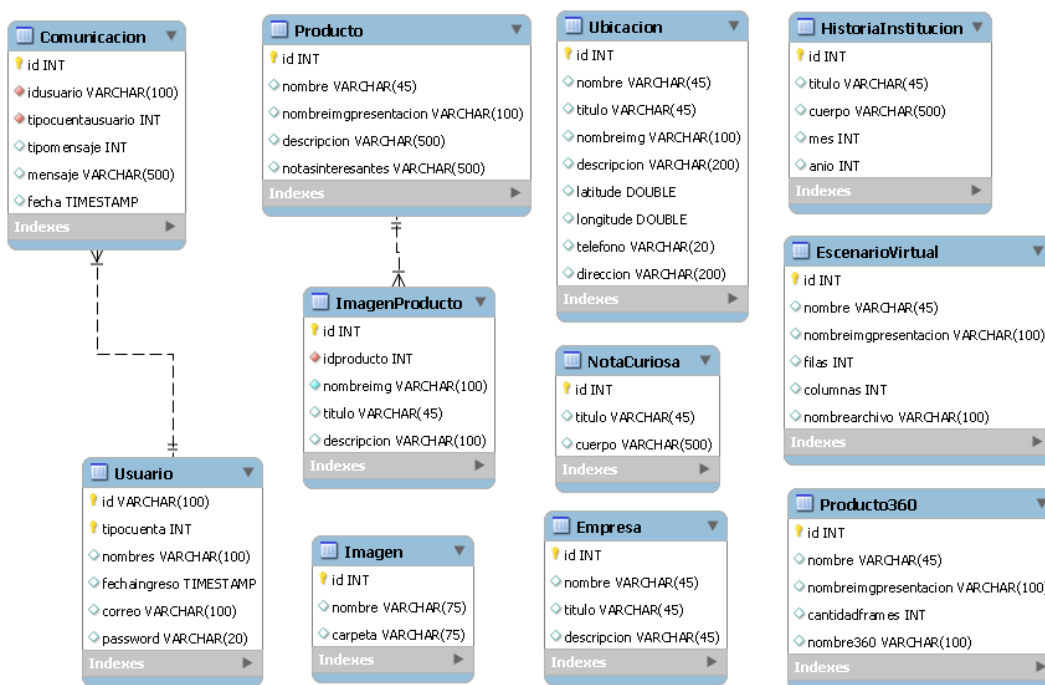 Comunicacion
id INT
idusuario VARCHAR(100)
tipocuentausuario INT
tipomensaje INT
mensaje VARCHAR(500)
fecha TIMESTAMP
Indexes
Producto
id INT
nombre VARCHAR(45)
nombreimgpresentacion VARCHAR(100)
descripcion VARCHAR(500)
notasinteresantes VARCHAR(500)
Indexes
Ubicacion
id INT
nombre VARCHAR(45)
titulo VARCHAR(45)
nombreimg VARCHAR(100)
descripcion VARCHAR(200)
latitude DOUBLE
longitude DOUBLE
telefono VARCHAR(20)
direccion VARCHAR(200)
Indexes
HistoriaInstitucion
id INT
titulo VARCHAR(45)
cuerpo VARCHAR(500)
mes INT
anio INT
Indexes
ImagenProducto
id INT
idproducto INT
nombreimg VARCHAR(100)
titulo VARCHAR(45)
descripcion VARCHAR(100)
Indexes
NotaCuriosa
id INT
titulo VARCHAR(45)
cuerpo VARCHAR(500)
Indexes
EscenarioVirtual
id INT
nombre VARCHAR(45)
nombreimgpresentacion VARCHAR(100)
filas INT
columnas INT
nombrearchivo VARCHAR(100)
Indexes
Usuario
id VARCHAR(100)
tipocuenta INT
nombres VARCHAR(100)
fechaingreso TIMESTAMP
correo VARCHAR(100)
password VARCHAR(20)
Indexes
Imagen
id INT
nombre VARCHAR(75)
carpeta VARCHAR(75)
Indexes
Empresa
id INT
nombre VARCHAR(45)
titulo VARCHAR(45)
descripcion VARCHAR(45)
Indexes
Producto360
id INT
nombre VARCHAR(45)
nombreimgpresentacion VARCHAR(100)
cantidadframes INT
nombre360 VARCHAR(100)
Indexes